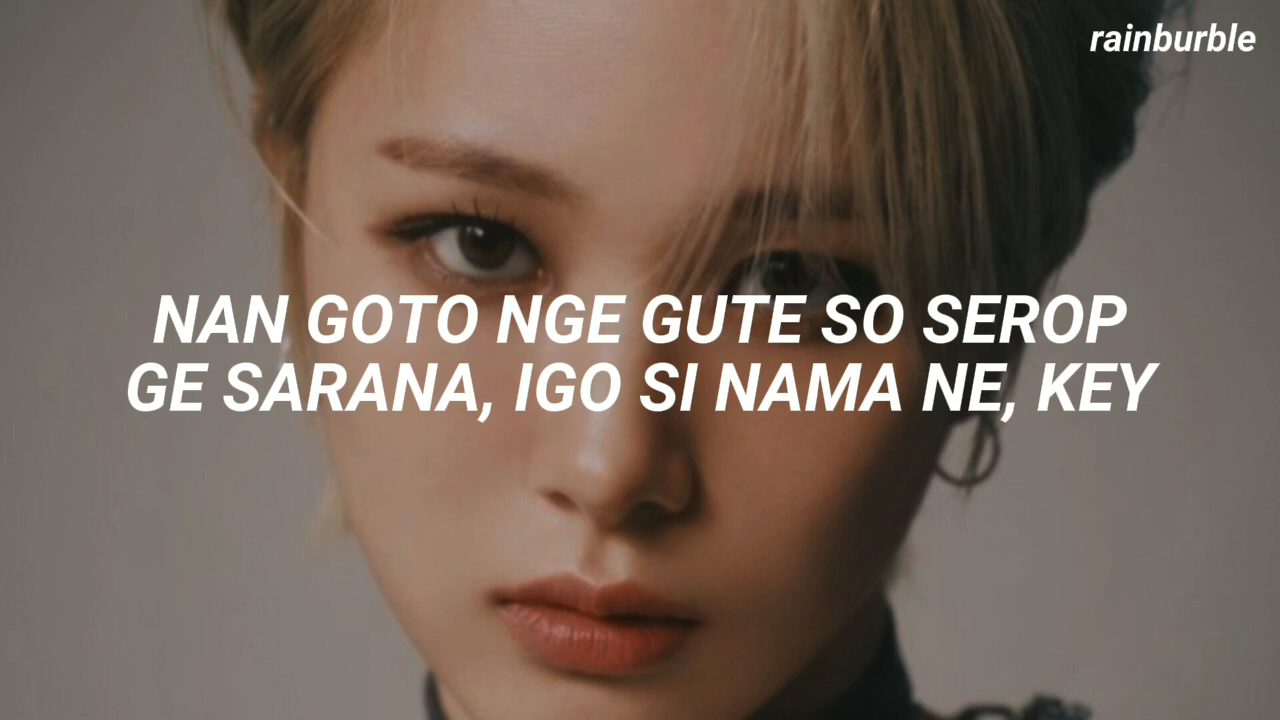 rainburble
NAN GOTO NGE GUTE SO SEROP
GE SARANA, IGO SI NAMA NE, KEY